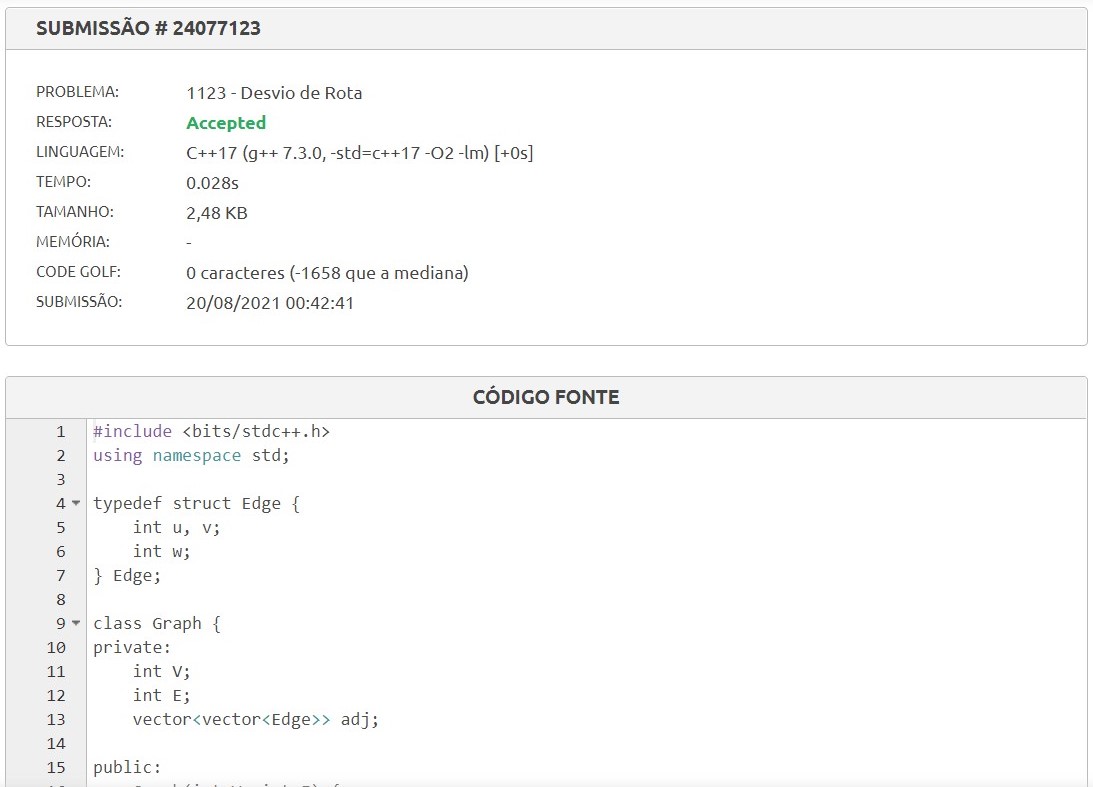 SUBMISSÃO # 24077123
PROBLEMA: 1123 - Desvio de Rota
RESPOSTA: Accepted
LINGUAGEM: C++17 (g++ 7.3.0, -std=c++17 -O2 -lm) [+0s]
TEMPO: 0.028s
TAMANHO: 2,48 KB
MEMÓRIA: -
CODE GOLF: 0 caracteres (-1658 que a mediana)
SUBMISSÃO: 20/08/2021 00:42:41
CÓDIGO FONTE
1 #include <bits/stdc++.h>
2 using namespace std;
3
4 typedef struct Edge {
5     int u, v;
6     int w;
7 } Edge;
8
9 class Graph {
10 private:
11     int V;
12     int E;
13     vector<vector<Edge>> adj;
14
15 public: